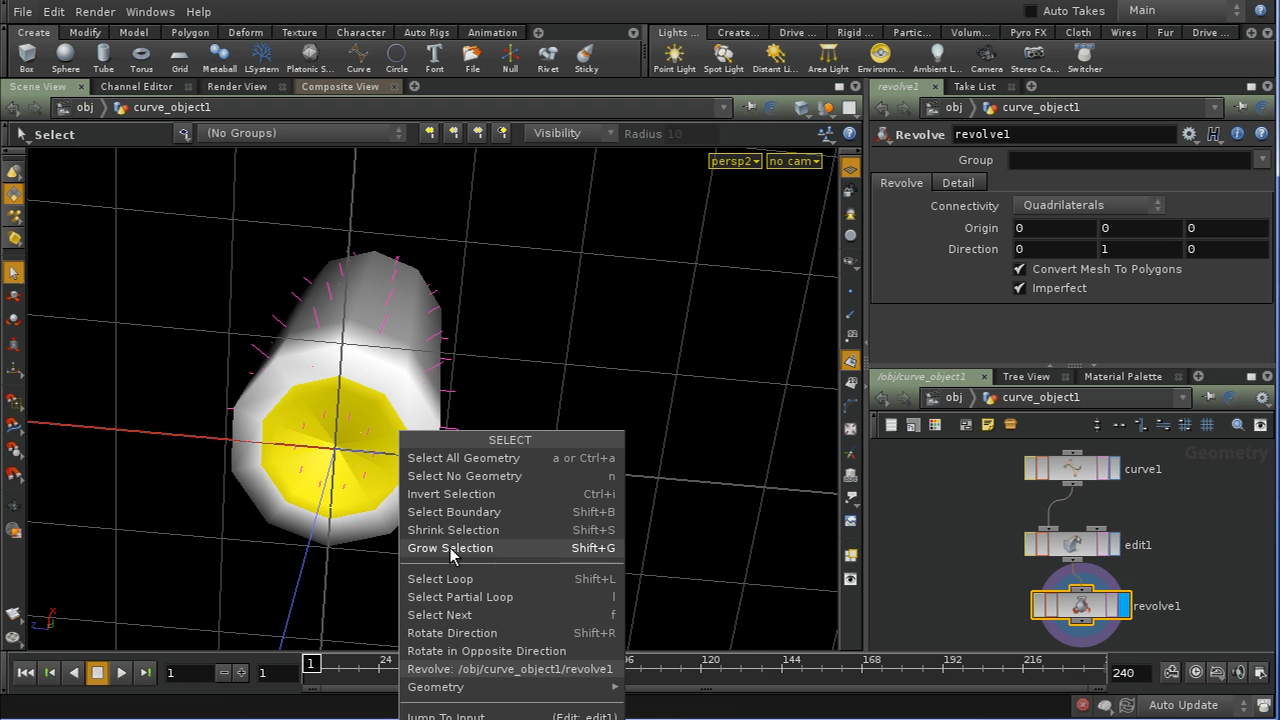 File Edit Render Windows Help Auto Takes Main
Create Modify Model Polygon Deform Texture Character Auto Rigs Animation Lights ... Create... Drive ... Rigid ... Partic... Volum... Pyro FX Cloth Wires Fur Drive ...
Box Sphere Tube Torus Grid Metaball LSystem Platonic S... Curve Circle Font File Null Rivet Sticky Point Light Spot Light Distant Li... Area Light Environm... Ambient L... Camera Stereo Ca... Switcher
Scene View Channel Editor Render View Composite View revolve1 Take List
obj curve_object1 obj curve_object1
Select (No Groups) Visibility Radius 10 Revolve revolve1
persp2 no cam
Group
Revolve Detail
Connectivity Quadrilaterals
Origin 0 0 0
Direction 0 1 0
Convert Mesh To Polygons
Imperfect
/obj/curve_object1 Tree View Material Palette
obj curve_object1
Geometry
curve1
edit1
revolve1
SELECT
Select All Geometry a or Ctrl+a
Select No Geometry n
Invert Selection Ctrl+i
Select Boundary Shift+B
Shrink Selection Shift+S
Grow Selection Shift+G
Select Loop Shift+L
Select Partial Loop l
Select Next f
Rotate Direction Shift+R
Rotate in Opposite Direction
Revolve: /obj/curve_object1/revolve1
Geometry
Jump To Input (Edit: edit1)
x
z
1 1 1 24 96 120 144 168 192 216 240
Auto Update